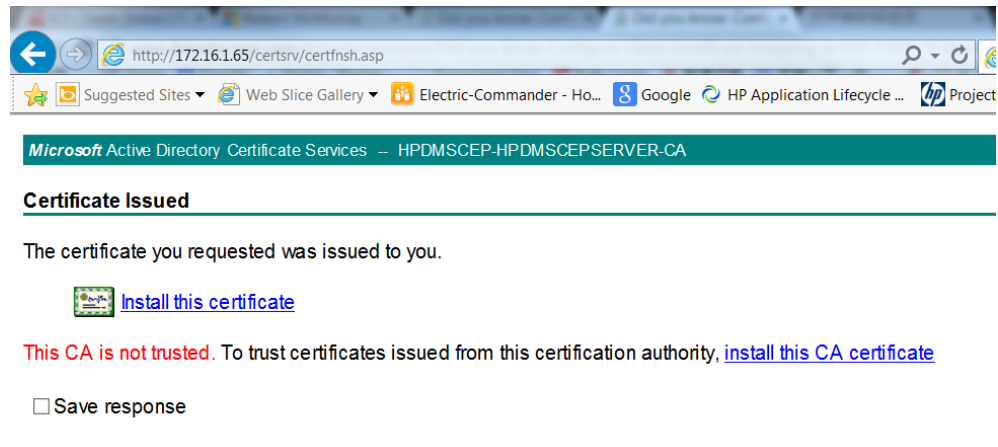 http://172.16.1.65/certsrv/certfnsh.asp
Suggested Sites Web Slice Gallery Electric-Commander - Ho... Google HP Application Lifecycle ... Project
Microsoft Active Directory Certificate Services -- HPDMSCEP-HPDMSCEPSERVER-CA
Certificate Issued
The certificate you requested was issued to you.
Install this certificate
This CA is not trusted. To trust certificates issued from this certification authority, install this CA certificate
Save response